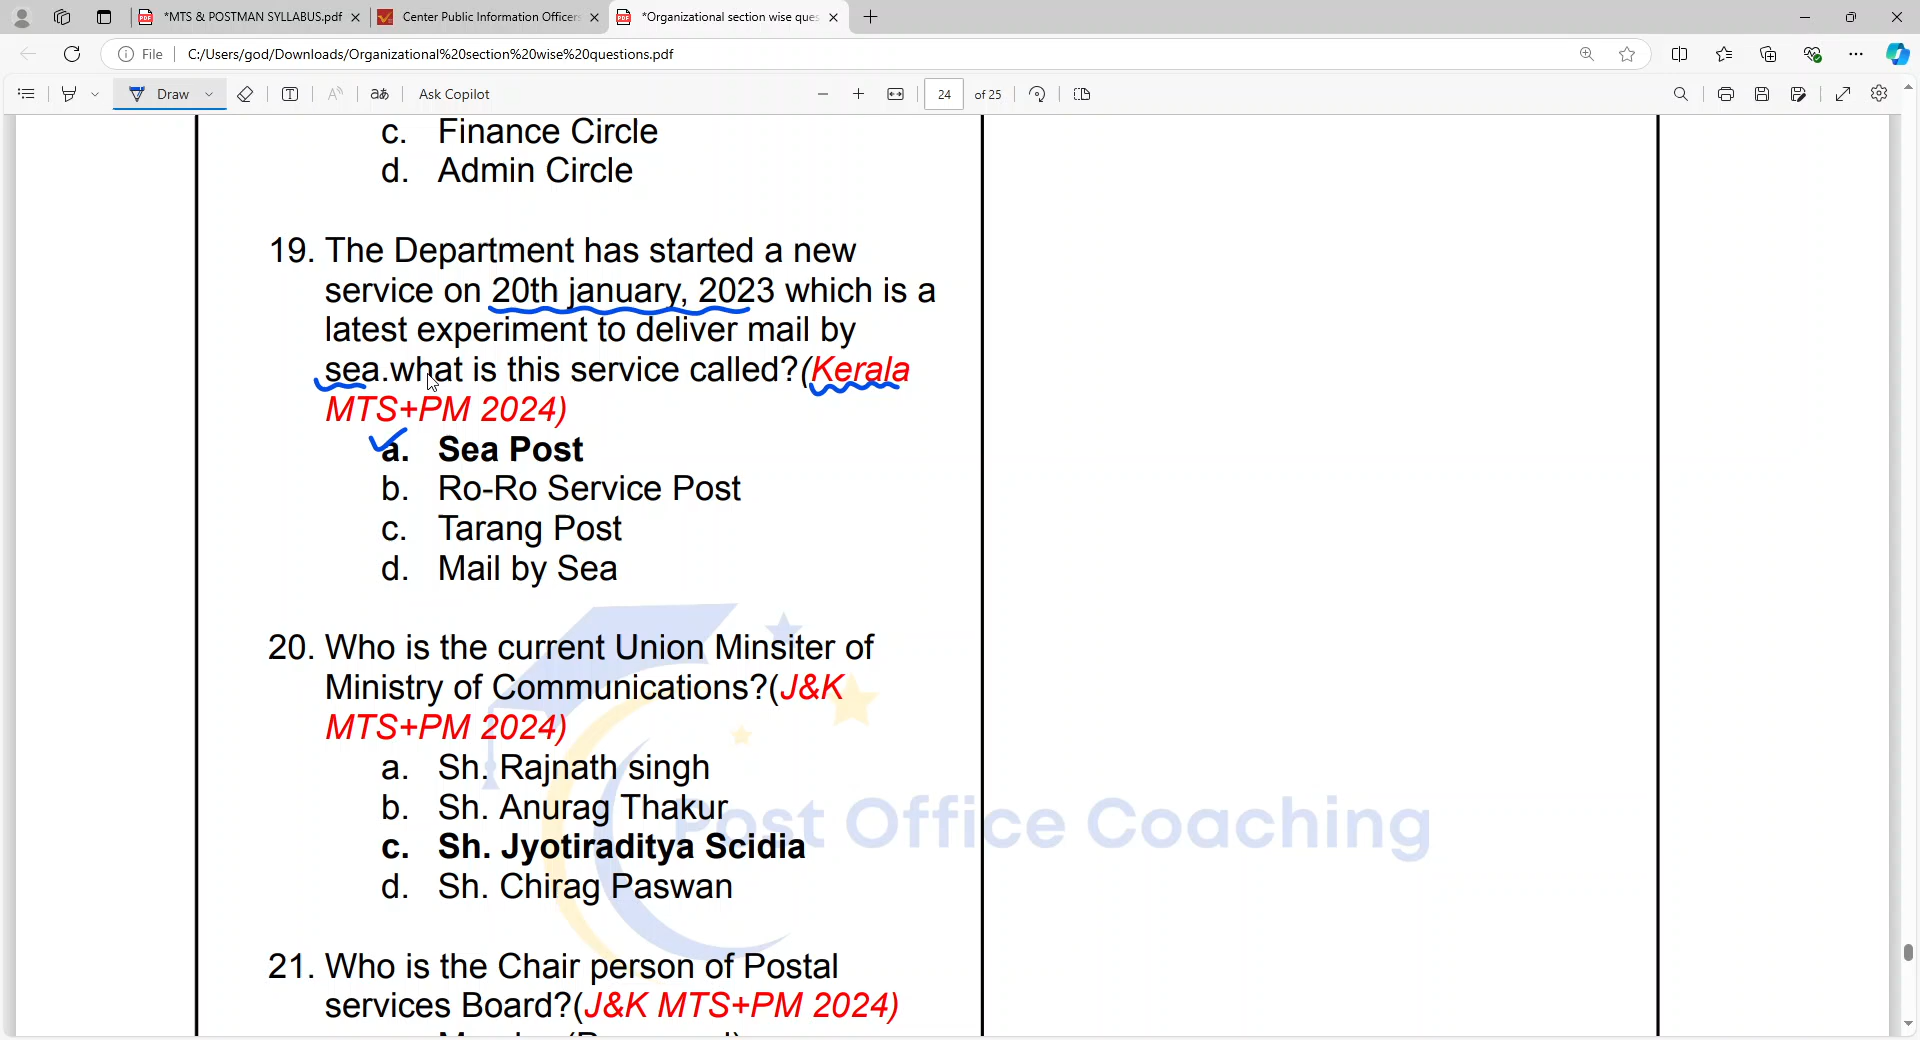 *MTS & POSTMAN SYLLABUS.pdf
Center Public Information Officers
*Organizational section wise ques
File
C:/Users/god/Downloads/Organizational%20section%20wise%20questions.pdf
Draw
Ask Copilot
24
of 25
c. Finance Circle
d. Admin Circle
19. The Department has started a new
service on 20th january, 2023 which is a
latest experiment to deliver mail by
sea.what is this service called?(Kerala
MTS+PM 2024)
a. Sea Post
b. Ro-Ro Service Post
c. Tarang Post
d. Mail by Sea
20. Who is the current Union Minsiter of
Ministry of Communications?(J&K
MTS+PM 2024)
a. Sh. Rajnath singh
b. Sh. Anurag Thakur
c. Sh. Jyotiraditya Scidia
d. Sh. Chirag Paswan
Post Office Coaching
21. Who is the Chair person of Postal
services Board?(J&K MTS+PM 2024)